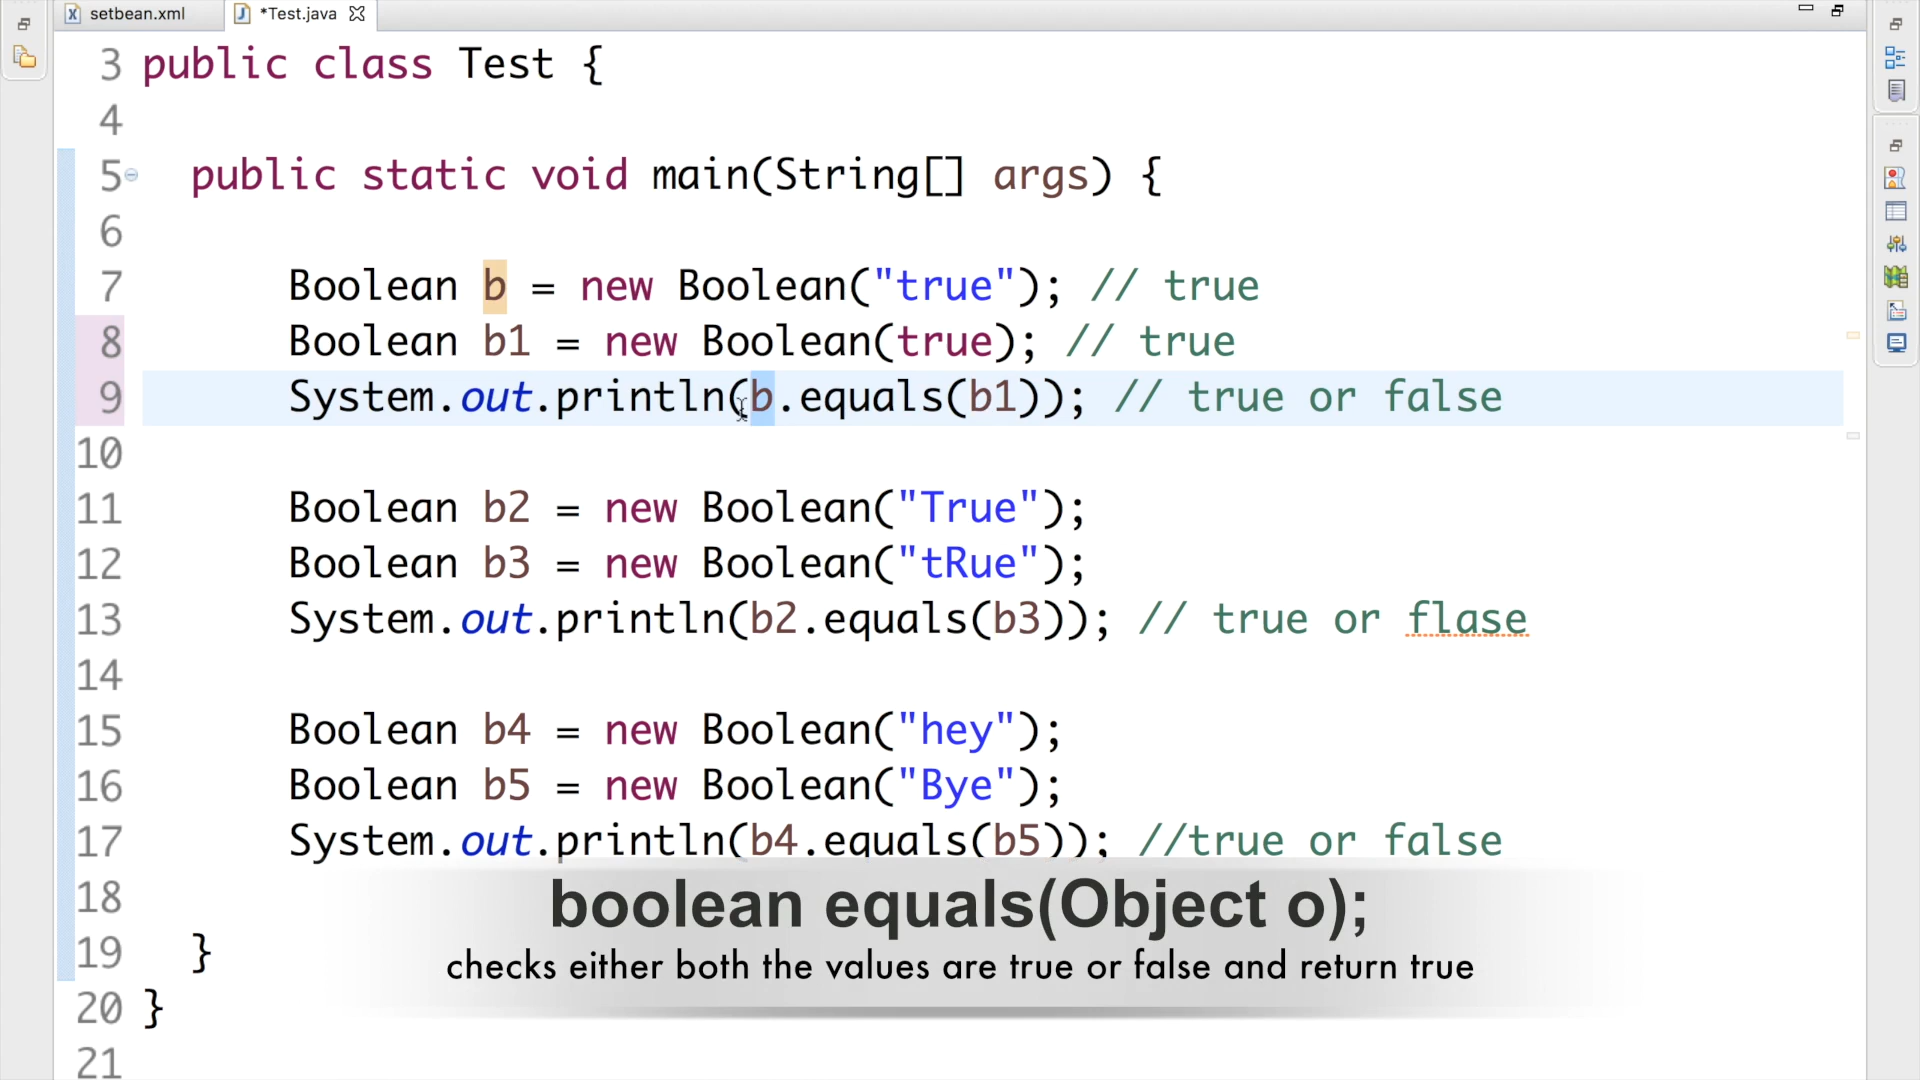 setbean.xml
*Test.java
3 public class Test {
4
5 public static void main(String[] args) {
6
7 Boolean b = new Boolean("true"); // true
8 Boolean b1 = new Boolean(true); // true
9 System.out.println(b.equals(b1)); // true or false
10
11 Boolean b2 = new Boolean("True");
12 Boolean b3 = new Boolean("tRue");
13 System.out.println(b2.equals(b3)); // true or flase
14
15 Boolean b4 = new Boolean("hey");
16 Boolean b5 = new Boolean("Bye");
17 System.out.println(b4.equals(b5)); //true or false
18
boolean equals(Object o);
19 }
checks either both the values are true or false and return true
20 }
21